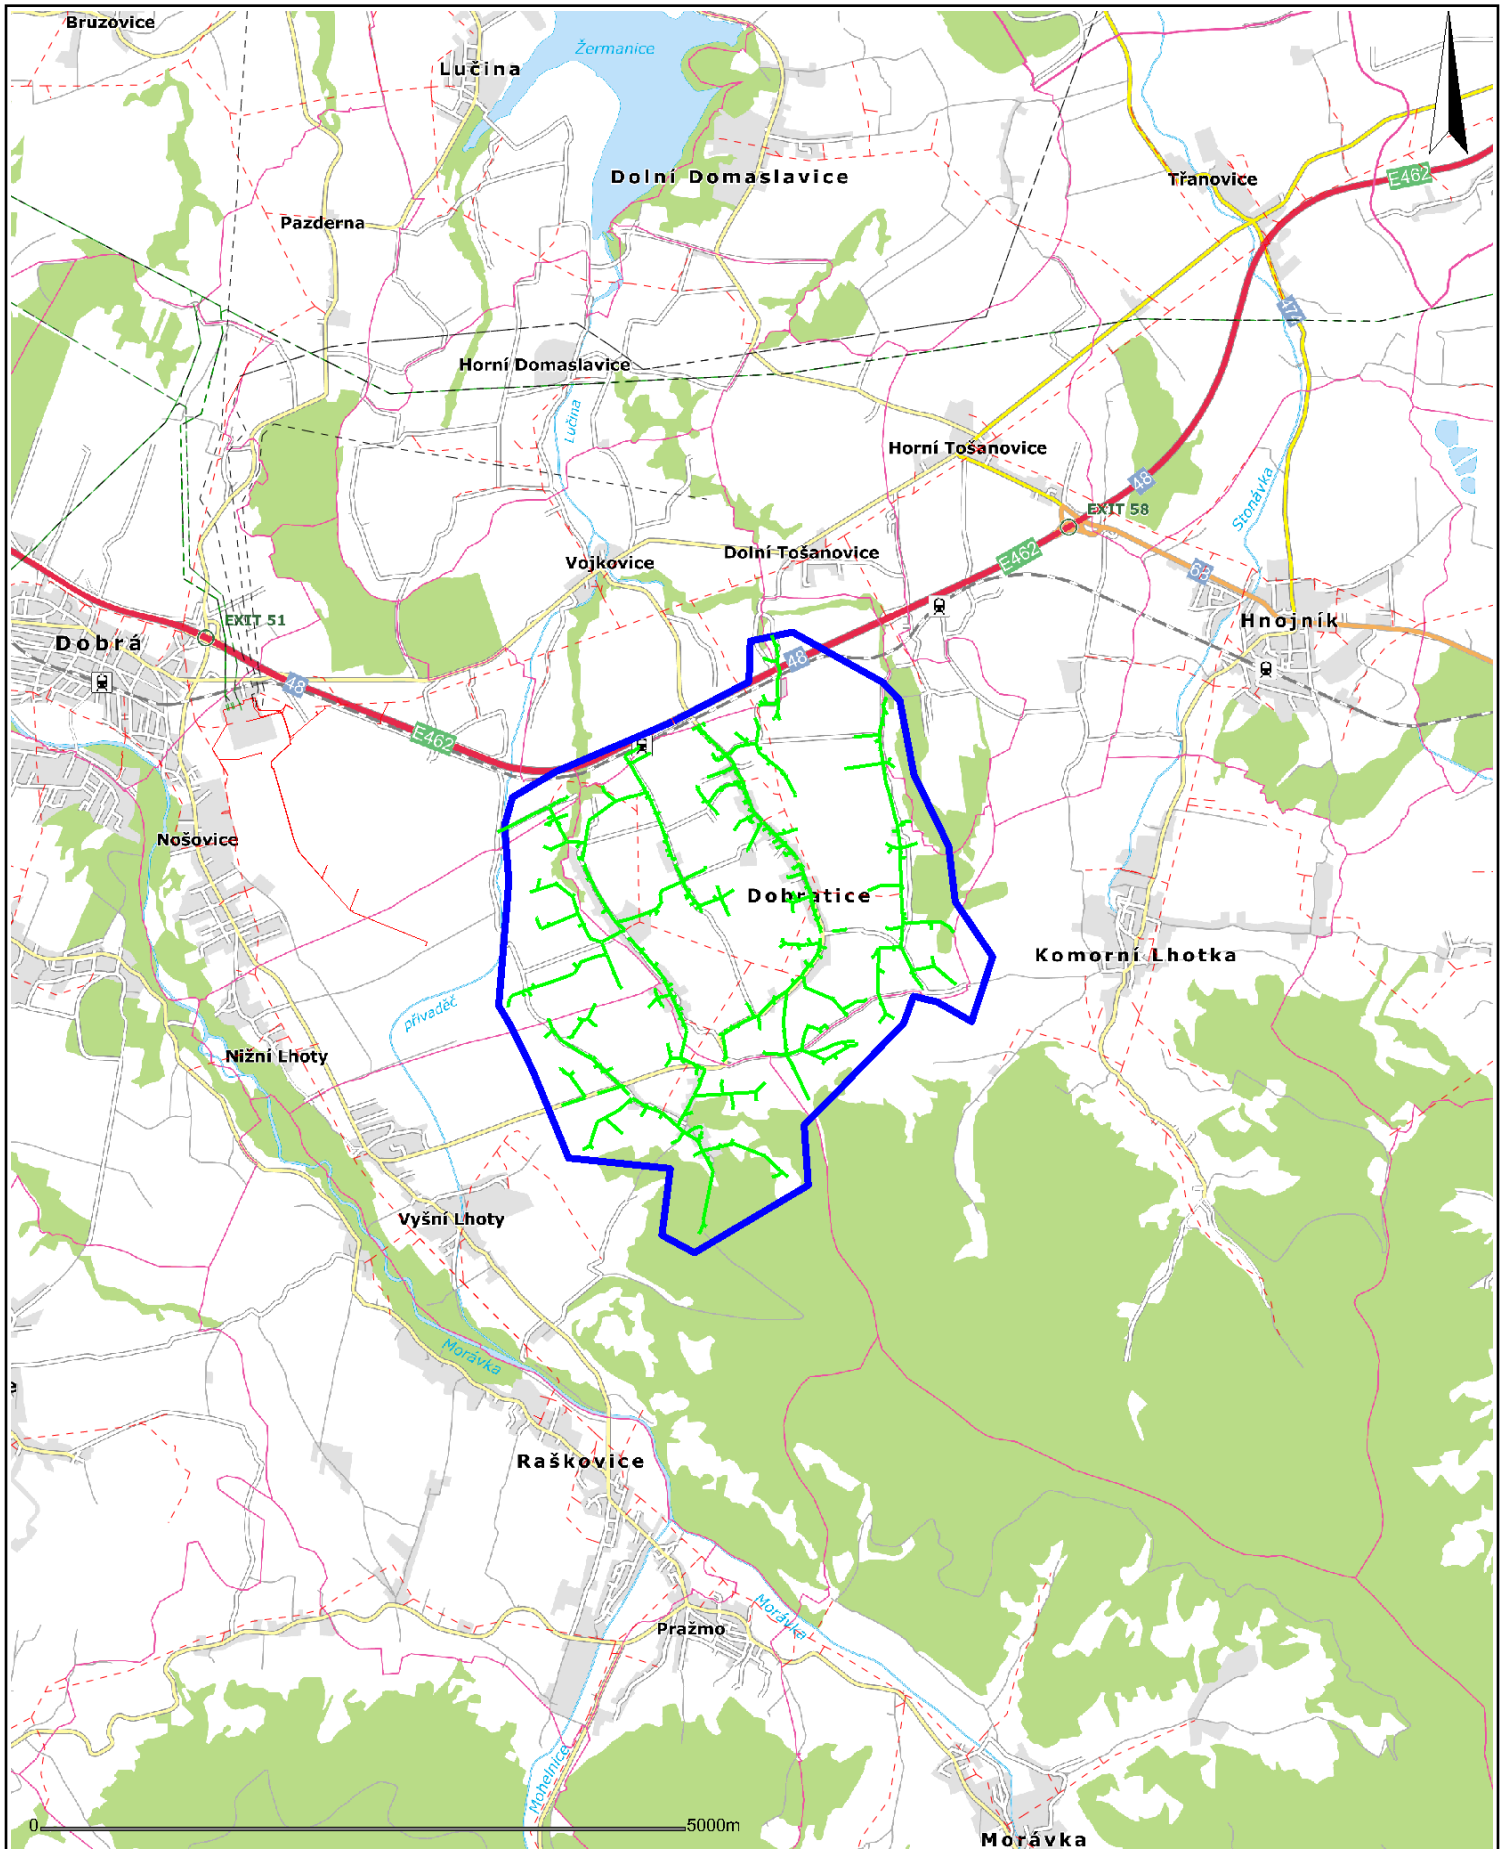 Bruzovice
Žermanice
Lučina
Dolní Domaslavice
Třanovice
E462
Pazderna
Horní Domaslavice
Lučina
Horní Tošanovice
48
Stonávka
EXIT 58
E462
Dolní Tošanovice
Vojkovice
68
EXIT 51
Dobrá
Hnojník
48
48
E462
Nošovice
Dobratice
Komorní Lhotka
přivaděč
Nižní Lhoty
Vyšní Lhoty
Morávka
Raškovice
Morávka
Pražmo
Mohelnice
0
5000m
Morávka